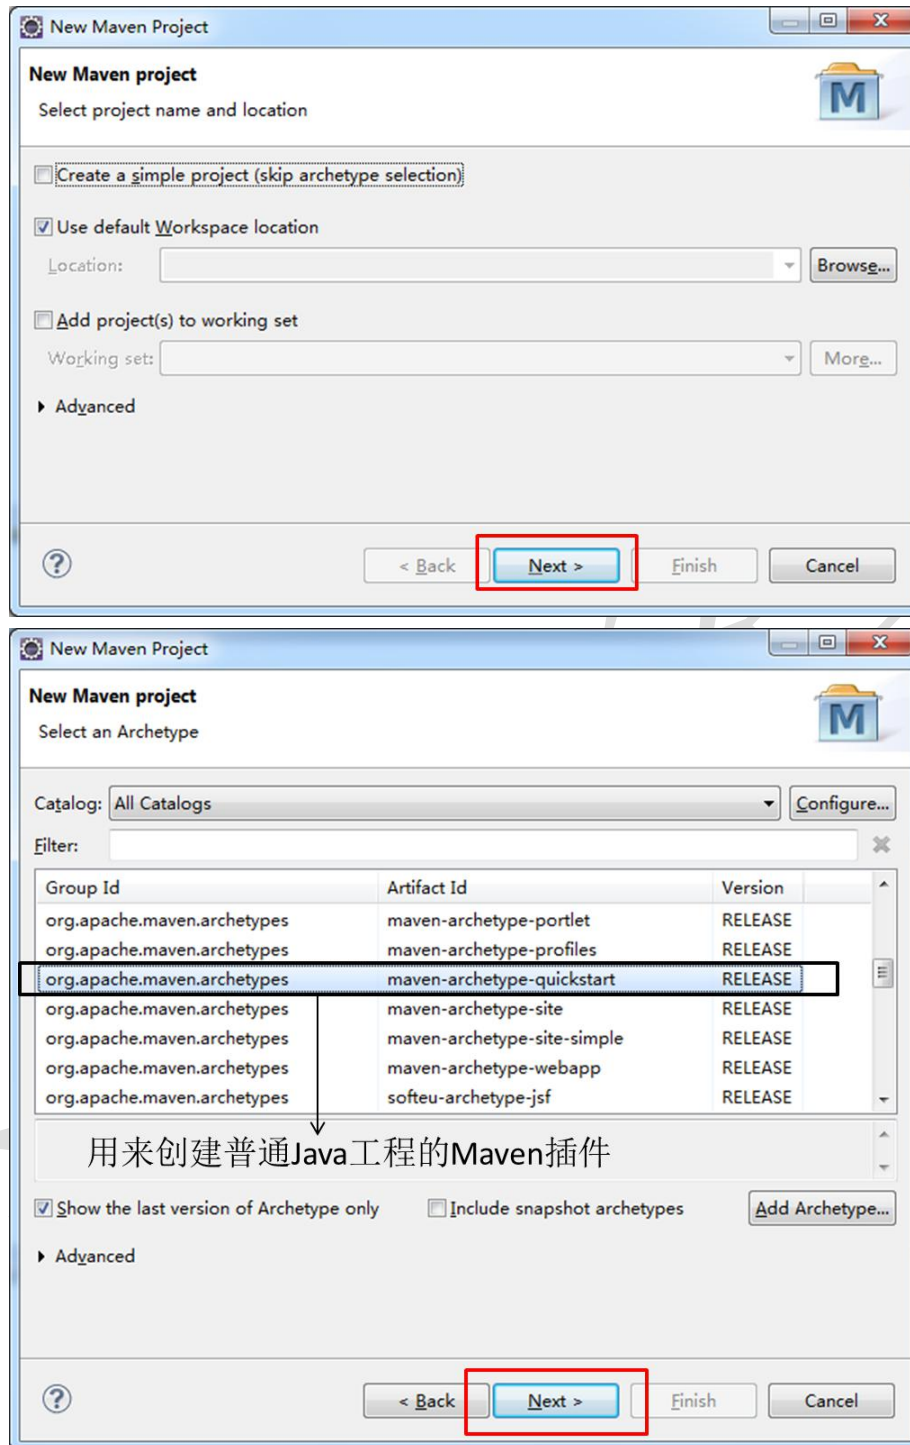 New Maven Project
New Maven project
Select project name and location
Create a simple project (skip archetype selection)
Use default Workspace location
Location: Browse...
Add project(s) to working set
Working set: More...
Advanced
< Back Next > Finish Cancel
New Maven Project
New Maven project
Select an Archetype
Catalog: All Catalogs Configure...
Filter:
Group Id Artifact Id Version
org.apache.maven.archetypes maven-archetype-portlet RELEASE
org.apache.maven.archetypes maven-archetype-profiles RELEASE
org.apache.maven.archetypes maven-archetype-quickstart RELEASE
org.apache.maven.archetypes maven-archetype-site RELEASE
org.apache.maven.archetypes maven-archetype-site-simple RELEASE
org.apache.maven.archetypes maven-archetype-webapp RELEASE
org.apache.maven.archetypes softeu-archetype-jsf RELEASE
用来创建普通Java工程的Maven插件
Show the last version of Archetype only Include snapshot archetypes Add Archetype...
Advanced
< Back Next > Finish Cancel